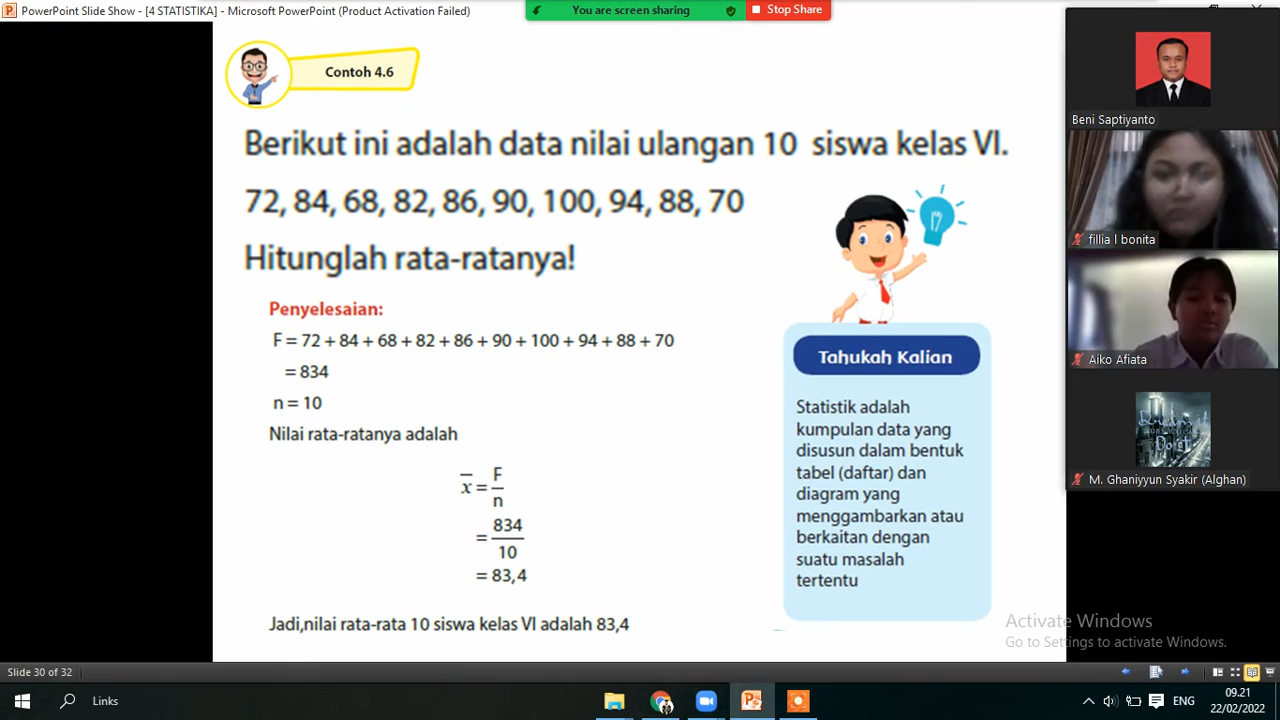 PowerPoint Slide Show - [4 STATISTIKA] - Microsoft PowerPoint (Product Activation Failed)
You are screen sharing
Stop Share
Contoh 4.6
Berikut ini adalah data nilai ulangan 10 siswa kelas VI.
72, 84, 68, 82, 86, 90, 100, 94, 88, 70
Hitunglah rata-ratanya!
Penyelesaian:
F = 72 + 84 + 68 + 82 + 86 + 90 + 100 + 94 + 88 + 70
= 834
n = 10
Nilai rata-ratanya adalah
x̅ = F/n
= 834/10
= 83,4
Jadi,nilai rata-rata 10 siswa kelas VI adalah 83,4
Tahukah Kalian
Statistik adalah
kumpulan data yang
disusun dalam bentuk
tabel (daftar) dan
diagram yang
menggambarkan atau
berkaitan dengan
suatu masalah
tertentu
Beni Saptiyanto
fillia l bonita
Aiko Afiata
Do it
M. Ghaniyyun Syakir (Alghan)
Activate Windows
Go to Settings to activate Windows.
Slide 30 of 32
Links
ENG
09.21
22/02/2022